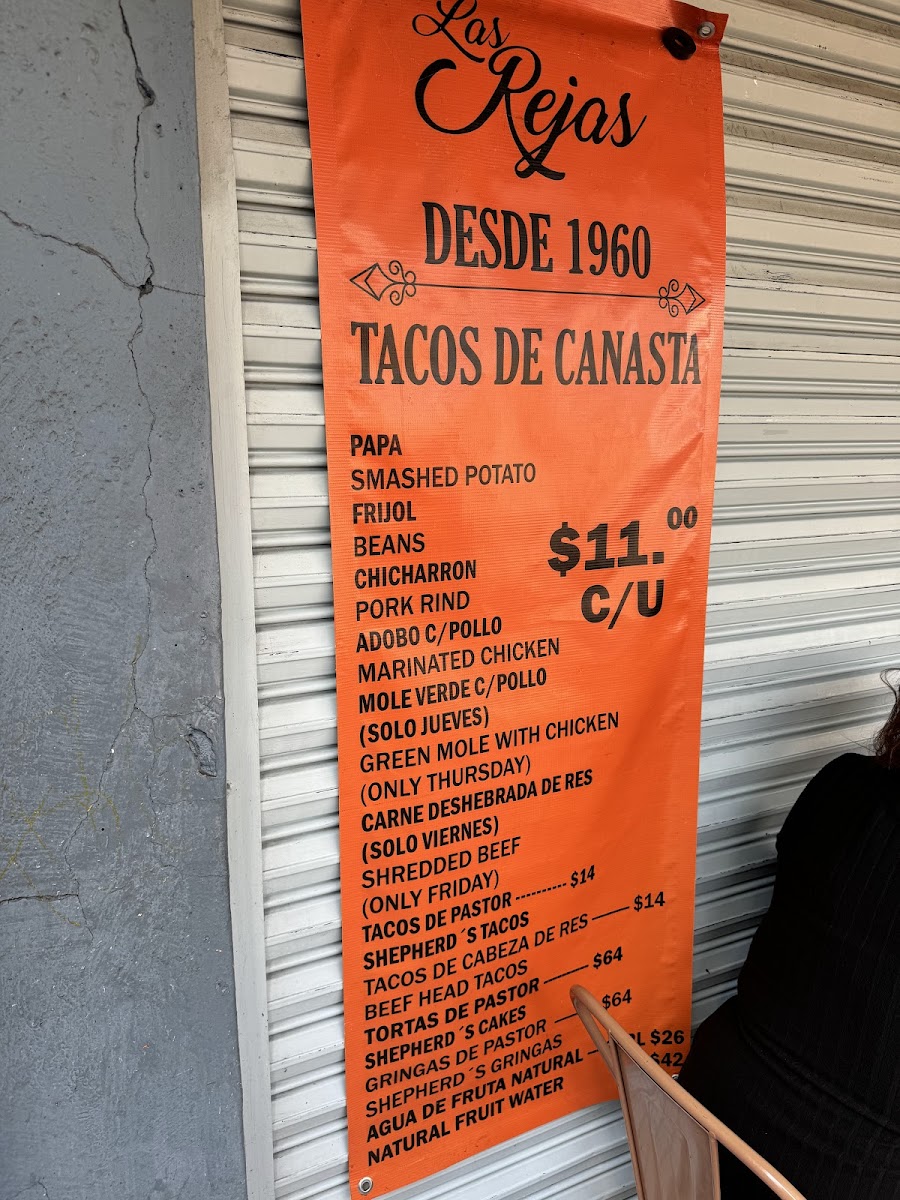 Las
Rejas
DESDE 1960
TACOS DE CANASTA
PAPA
SMASHED POTATO
FRIJOL
BEANS
CHICHARRON
PORK RIND
$11.00
C/U
ADOBO C/POLLO
MARINATED CHICKEN
MOLE VERDE C/POLLO
(SOLO JUEVES)
GREEN MOLE WITH CHICKEN
(ONLY THURSDAY)
CARNE DESHEBRADA DE RES
(SOLO VIERNES)
SHREDDED BEEF
(ONLY FRIDAY)
TACOS DE PASTOR ---------- $14
SHEPHERD ´S TACOS
TACOS DE CABEZA DE RES —— $14
BEEF HEAD TACOS
TORTAS DE PASTOR —— $64
SHEPHERD ´S CAKES
GRINGAS DE PASTOR —— $64
SHEPHERD ´S GRINGAS
AGUA DE FRUTA NATURAL — $26
NATURAL FRUIT WATER $42